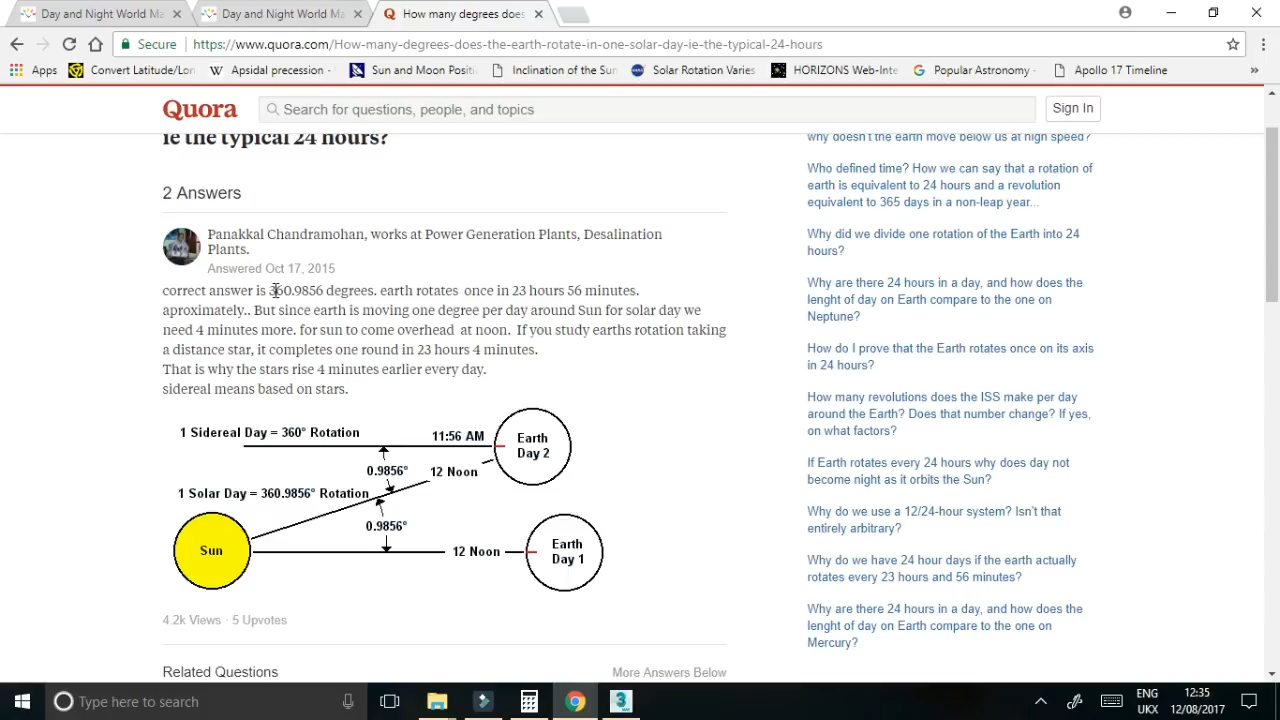 Day and Night World Ma
Day and Night World Ma
How many degrees does
Secure
https://www.quora.com/How-many-degrees-does-the-earth-rotate-in-one-solar-day-ie-the-typical-24-hours
Apps
Convert Latitude/Lon
Apsidal precession -
Sun and Moon Positi
Inclination of the Sun
Solar Rotation Varies
HORIZONS Web-Inte
Popular Astronomy -
Apollo 17 Timeline
Quora
Search for questions, people, and topics
Sign In
ie the typical 24 hours?
2 Answers
Panakkal Chandramohan, works at Power Generation Plants, Desalination
Plants.
Answered Oct 17, 2015
correct answer is 360.9856 degrees. earth rotates once in 23 hours 56 minutes.
aproximately.. But since earth is moving one degree per day around Sun for solar day we
need 4 minutes more. for sun to come overhead at noon. If you study earths rotation taking
a distance star, it completes one round in 23 hours 4 minutes.
That is why the stars rise 4 minutes earlier every day.
sidereal means based on stars.
1 Sidereal Day = 360° Rotation
11:56 AM
Earth
Day 2
0.9856°
12 Noon
1 Solar Day = 360.9856° Rotation
0.9856°
Sun
12 Noon
Earth
Day 1
4.2k Views · 5 Upvotes
Related Questions
More Answers Below
why doesn't the earth move below us at high speed?
Who defined time? How we can say that a rotation of
earth is equivalent to 24 hours and a revolution
equivalent to 365 days in a non-leap year...
Why did we divide one rotation of the Earth into 24
hours?
Why are there 24 hours in a day, and how does the
lenght of day on Earth compare to the one on
Neptune?
How do I prove that the Earth rotates once on its axis
in 24 hours?
How many revolutions does the ISS make per day
around the Earth? Does that number change? If yes,
on what factors?
If Earth rotates every 24 hours why does day not
become night as it orbits the Sun?
Why do we use a 12/24-hour system? Isn't that
entirely arbitrary?
Why do we have 24 hour days if the earth actually
rotates every 23 hours and 56 minutes?
Why are there 24 hours in a day, and how does the
lenght of day on Earth compare to the one on
Mercury?
Type here to search
3
ENG
UKX
12:35
12/08/2017